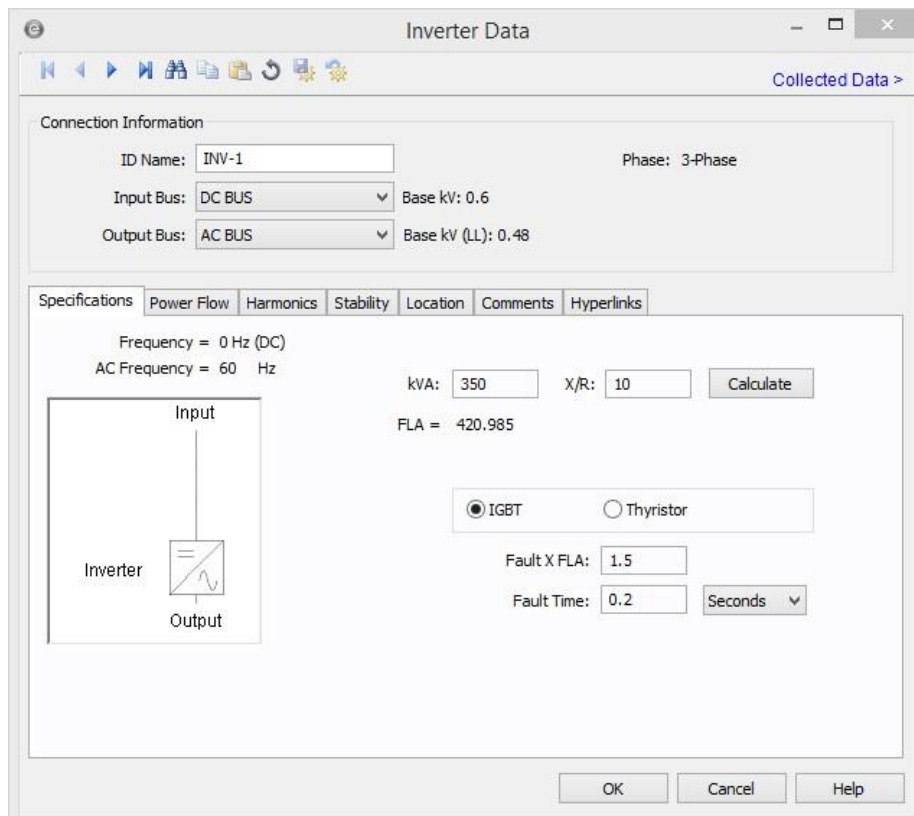 Inverter Data
Collected Data >
Connection Information
ID Name: INV-1 Phase: 3-Phase
Input Bus: DC BUS Base kV: 0.6
Output Bus: AC BUS Base kV (LL): 0.48
Specifications Power Flow Harmonics Stability Location Comments Hyperlinks
Frequency = 0 Hz (DC)
AC Frequency = 60 Hz
kVA: 350 X/R: 10 Calculate
FLA = 420.985
Input
Inverter
Output
IGBT Thyristor
Fault X FLA: 1.5
Fault Time: 0.2 Seconds
OK Cancel Help